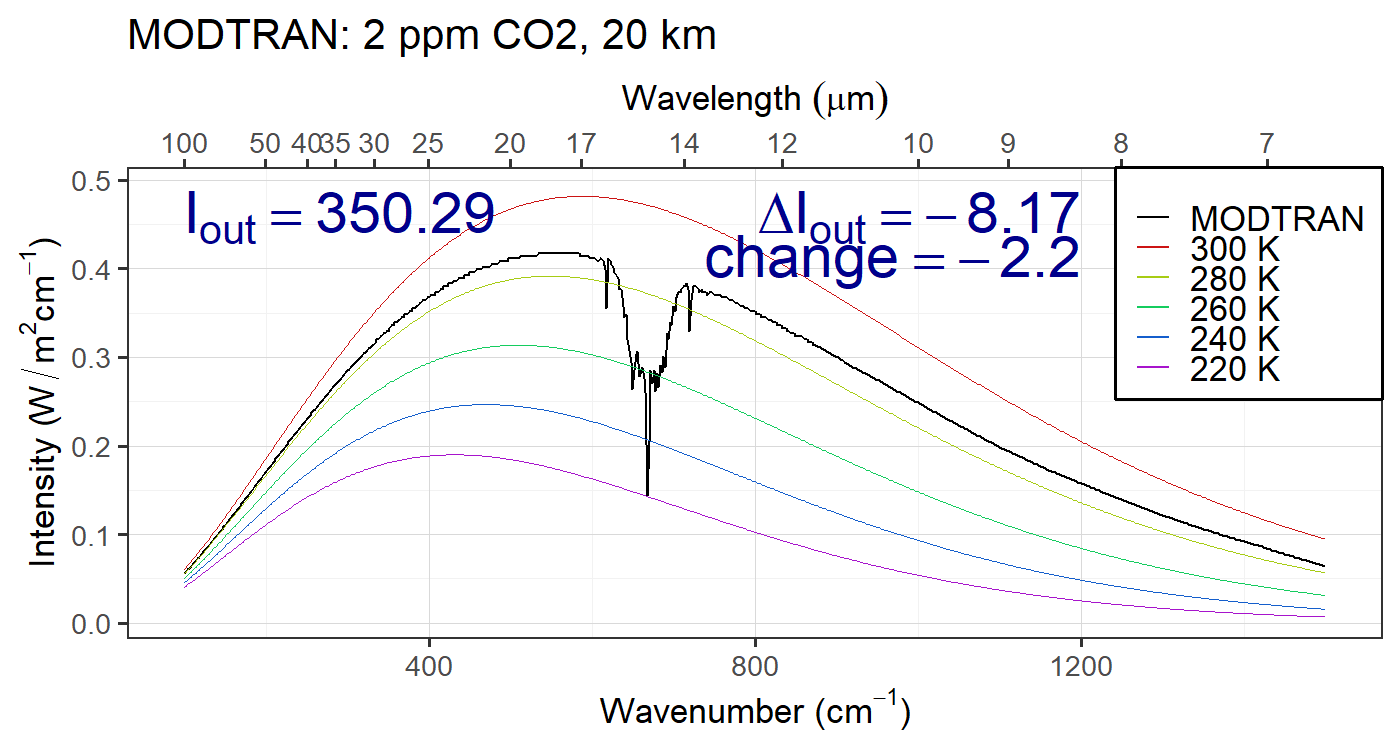 MODTRAN: 2 ppm CO2, 20 km
Wavelength (μm)
100 50 40 35 30 25 20 17 14 12 10 9 8 7
I_out = 350.29
ΔI_out = −8.17
change = −2.2
MODTRAN
300 K
280 K
260 K
240 K
220 K
0.5
0.4
0.3
0.2
0.1
0.0
Intensity (W / m²cm⁻¹)
400 800 1200
Wavenumber (cm⁻¹)